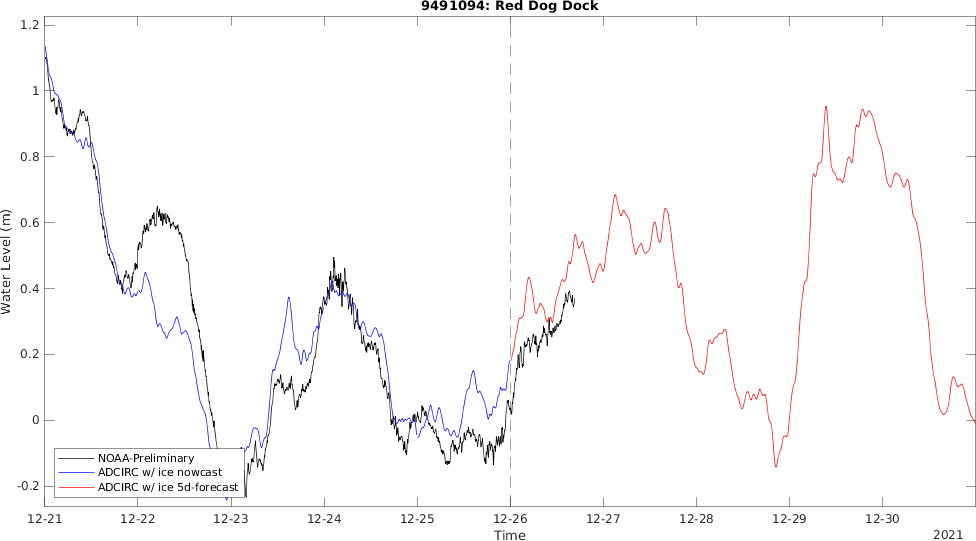 9491094: Red Dog Dock
1.2
1
0.8
0.6
0.4
0.2
0
-0.2
Water Level (m)
NOAA-Preliminary
ADCIRC w/ ice nowcast
ADCIRC w/ ice 5d-forecast
12-21 12-22 12-23 12-24 12-25 12-26 12-27 12-28 12-29 12-30
Time
2021